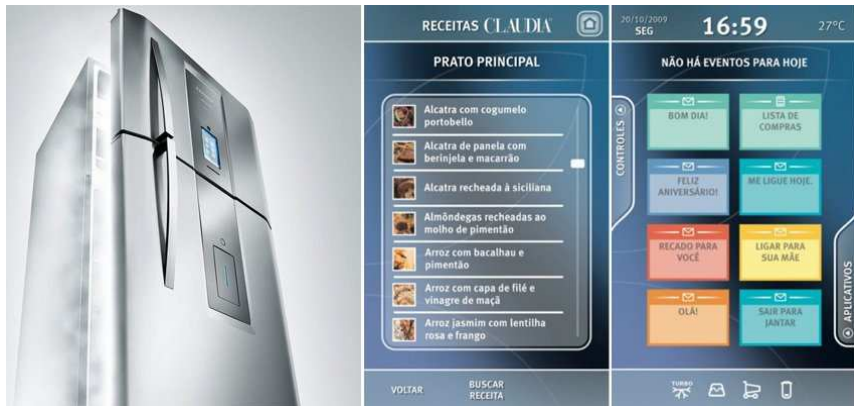 RECEITAS CLAUDIA
PRATO PRINCIPAL
Alcatra com cogumelo
portobello
Alcatra de panela com
berinjela e macarrão
Alcatra recheada à siciliana
Almôndegas recheadas ao
molho de pimentão
Arroz com bacalhau e
pimentão
Arroz com capa de filé e
vinagre de maçã
Arroz jasmim com lentilha
rosa e frango
VOLTAR
BUSCAR
RECEITA
20/10/2009
SEG
16:59
27°C
NÃO HÁ EVENTOS PARA HOJE
CONTROLES
BOM DIA!
LISTA DE
COMPRAS
FELIZ
ANIVERSÁRIO!
ME LIGUE HOJE.
RECADO PARA
VOCÊ
LIGAR PARA
SUA MÃE
OLÁ!
SAIR PARA
JANTAR
APLICATIVOS
TURBO